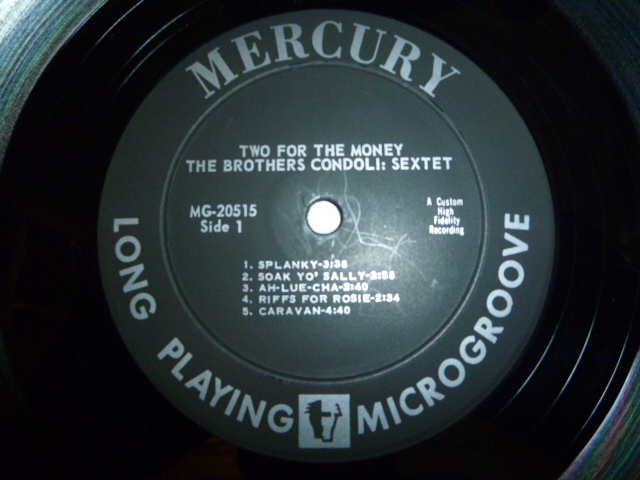 MERCURY
TWO FOR THE MONEY
THE BROTHERS CONDOLI: SEXTET
MG-20515
Side 1
A Custom
High
Fidelity
Recording
1. SPLANKY-3:38
2. SOAK YO' SALLY-2:58
3. AH-LUE-CHA-3:40
4. RIFFS FOR ROSIE-2:34
5. CARAVAN-4:40
LONG PLAYING MICROGROOVE